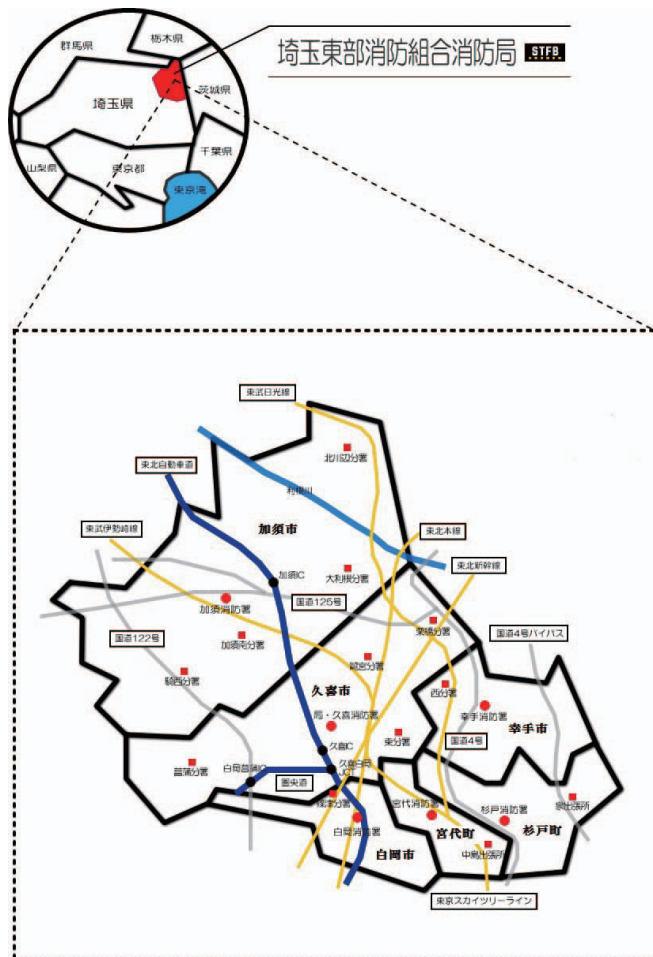 栃木県
群馬県
埼玉東部消防組合消防局 STFB
茨城県
埼玉県
千葉県
山梨県
東京都
東京湾
東武日光線
北川辺分署
東北自動車道
利根川
東武伊勢崎線
加須市
東北本線
東北新幹線
加須IC
大利根分署
加須消防署
国道125号
栗橋分署
国道4号バイパス
国道122号
加須南分署
鷲宮分署
騎西分署
久喜市
西分署
局・久喜消防署
幸手消防署
幸手市
東分署
国道4号
久喜IC
菖蒲分署
白岡菖蒲IC
久喜白岡
JCT
圏央道
篠津分署
宮代消防署
杉戸消防署
泉出張所
白岡消防署
宮代町
杉戸町
中島出張所
白岡市
東京スカイツリーライン